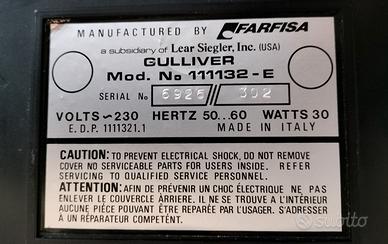 MANUFACTURED BY FARFISA
a subsidiary of Lear Siegler, Inc. (USA)
GULLIVER
Mod. No 111132-E
SERIAL No 6926 // 302
VOLTS ~230 HERTZ 50...60 WATTS 30
E.D.P. 1111321.1 MADE IN ITALY
CAUTION: TO PREVENT ELECTRICAL SHOCK, DO NOT REMOVE
COVER NO SERVICEABLE PARTS FOR USERS INSIDE. REFER
SERVICING TO QUALIFIED SERVICE PERSONNEL.
ATTENTION: AFIN DE PRÉVENIR UN CHOC ÉLECTRIQUE NE PAS
ENLEVER LE COUVERCLE ARRIERE. IL NE SE TROUVE A L'INTÉRIEUR
AUCUNE PIÈCE POUVANT ÊTRE REPARÉE PAR L'USAGER. S'ADRESSER
A UN RÉPARATEUR COMPÉTENT.
subito